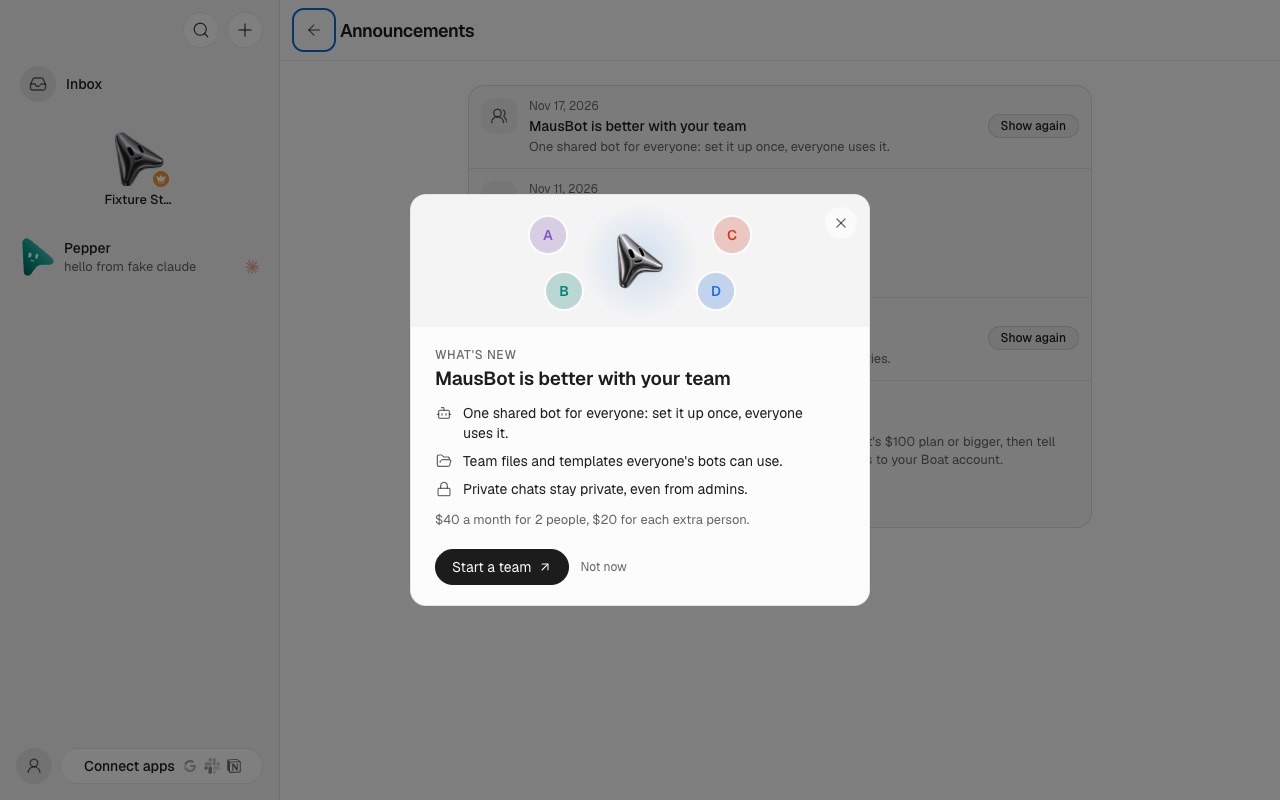 Announcements
Inbox
Fixture St...
Pepper
hello from fake claude
Connect apps
Nov 17, 2026
MausBot is better with your team
One shared bot for everyone: set it up once, everyone uses it.
Show again
Nov 11, 2026
Show again
ies.
t's $100 plan or bigger, then tell
s to your Boat account.
A
B
C
D
WHAT'S NEW
MausBot is better with your team
One shared bot for everyone: set it up once, everyone
uses it.
Team files and templates everyone's bots can use.
Private chats stay private, even from admins.
$40 a month for 2 people, $20 for each extra person.
Start a team
Not now